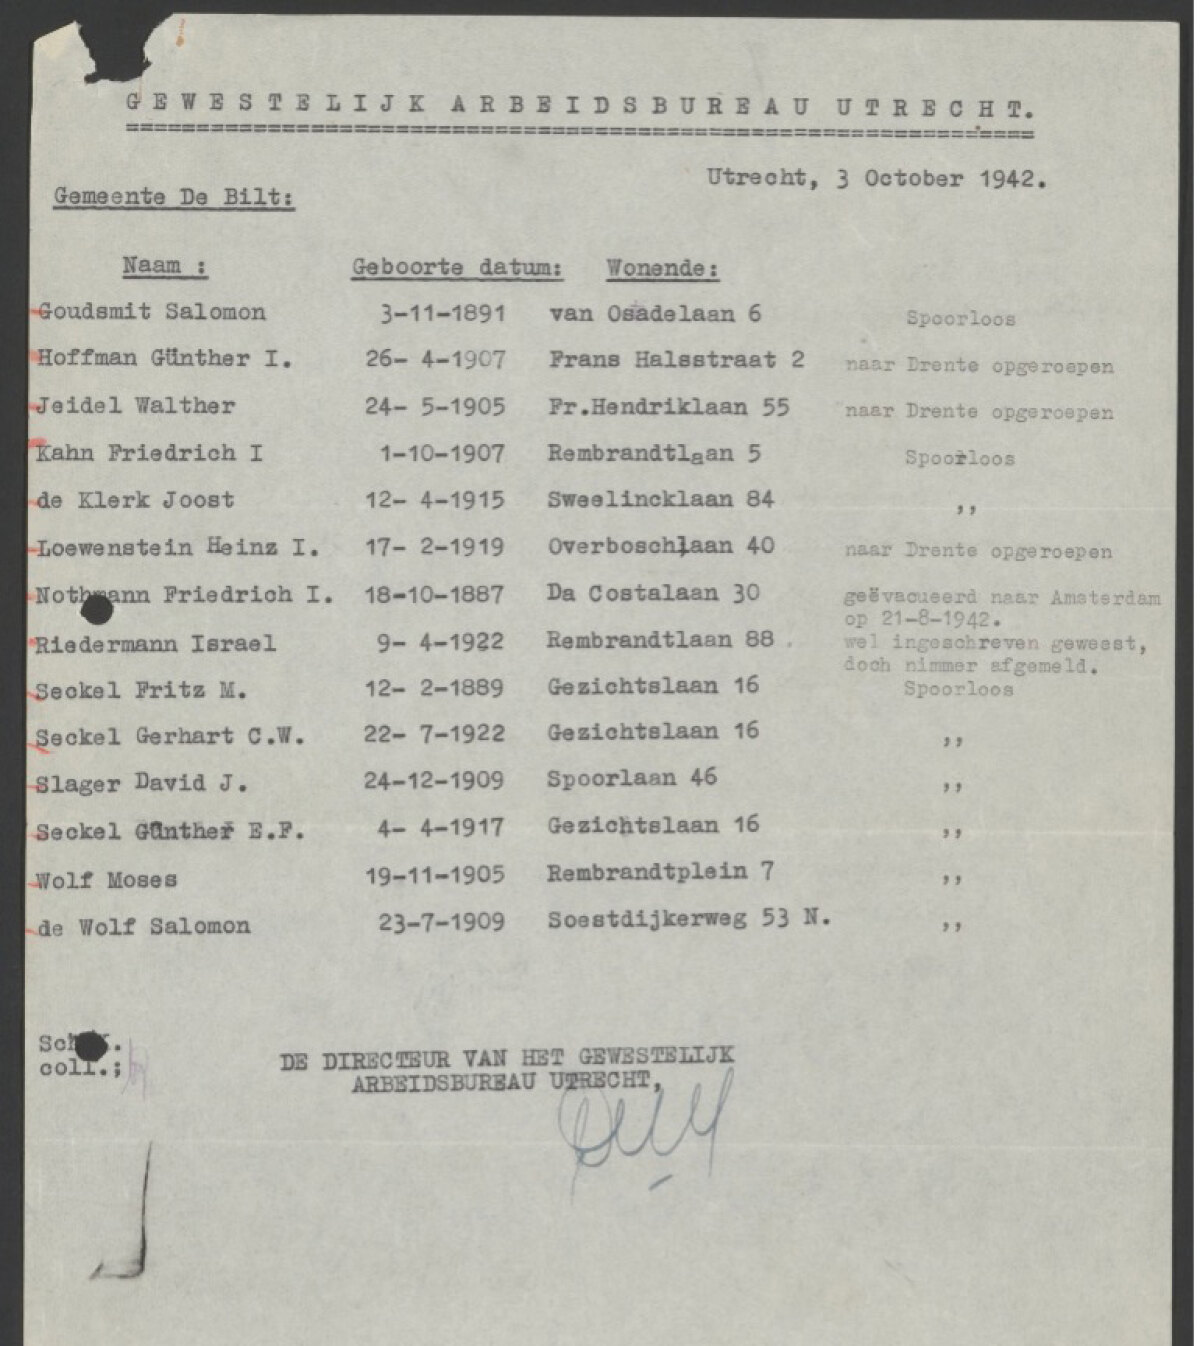 GEWESTELIJK ARBEIDSBUREAU UTRECHT.
Utrecht, 3 October 1942.
Gemeente De Bilt:
Naam : Geboorte datum: Wonende:
Goudsmit Salomon 3-11-1891 van Osadelaan 6 Spoorloos
Hoffman Günther I. 26- 4-1907 Frans Halsstraat 2 naar Drente opgeroepen
Jeidel Walther 24- 5-1905 Fr.Hendriklaan 55 naar Drente opgeroepen
Kahn Friedrich I 1-10-1907 Rembrandtlaan 5 Spoorloos
de Klerk Joost 12- 4-1915 Sweelincklaan 84 ,,
Loewenstein Heinz I. 17- 2-1919 Overboschlaan 40 naar Drente opgeroepen
Nothmann Friedrich I. 18-10-1887 Da Costalaan 30 geëvacueerd naar Amsterdam
op 21-8-1942.
Riedermann Israel 9- 4-1922 Rembrandtlaan 88 . wel ingeschreven geweest,
doch nimmer afgemeld.
Seckel Fritz M. 12- 2-1889 Gezichtslaan 16 Spoorloos
Seckel Gerhart C.W. 22- 7-1922 Gezichtslaan 16 ,,
Slager David J. 24-12-1909 Spoorlaan 46 ,,
Seckel Günther E.F. 4- 4-1917 Gezichtslaan 16 ,,
Wolf Moses 19-11-1905 Rembrandtplein 7 ,,
de Wolf Salomon 23-7-1909 Soestdijkerweg 53 N. ,,
coll.;
DE DIRECTEUR VAN HET GEWESTELIJK
ARBEIDSBUREAU UTRECHT,